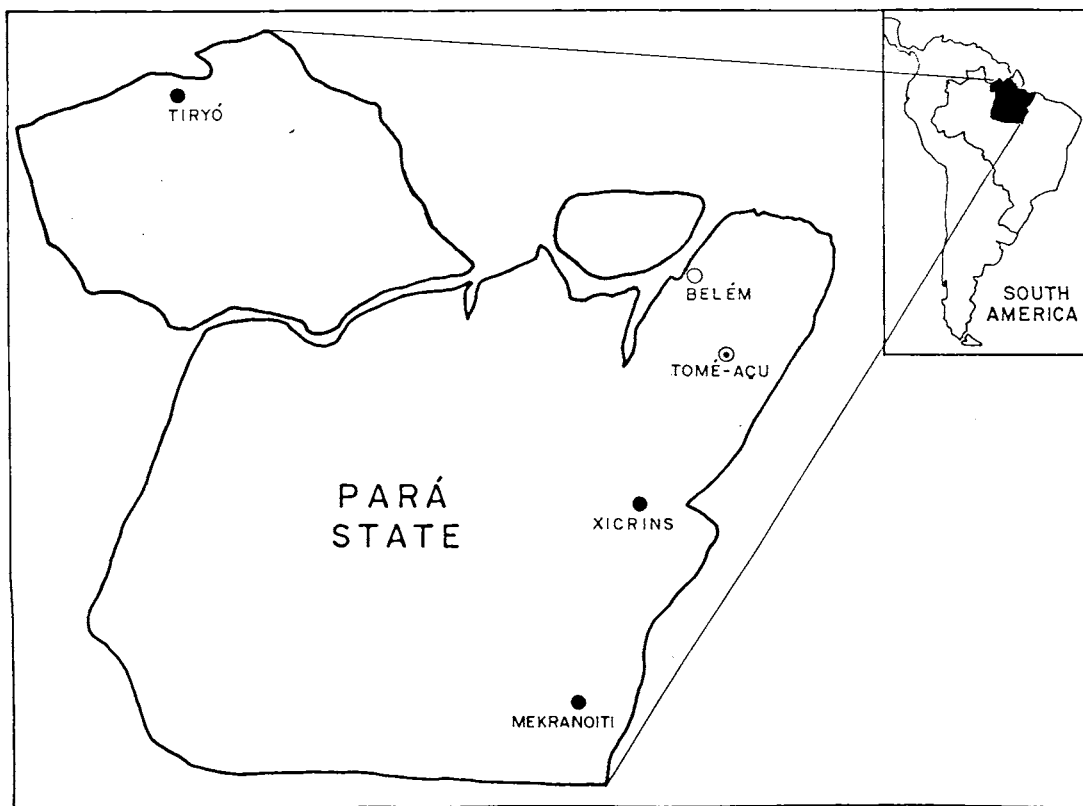 TIRYÓ
BELÉM
SOUTH
AMERICA
TOMÉ-AÇU
PARÁ
STATE
XICRINS
MEKRANOITI